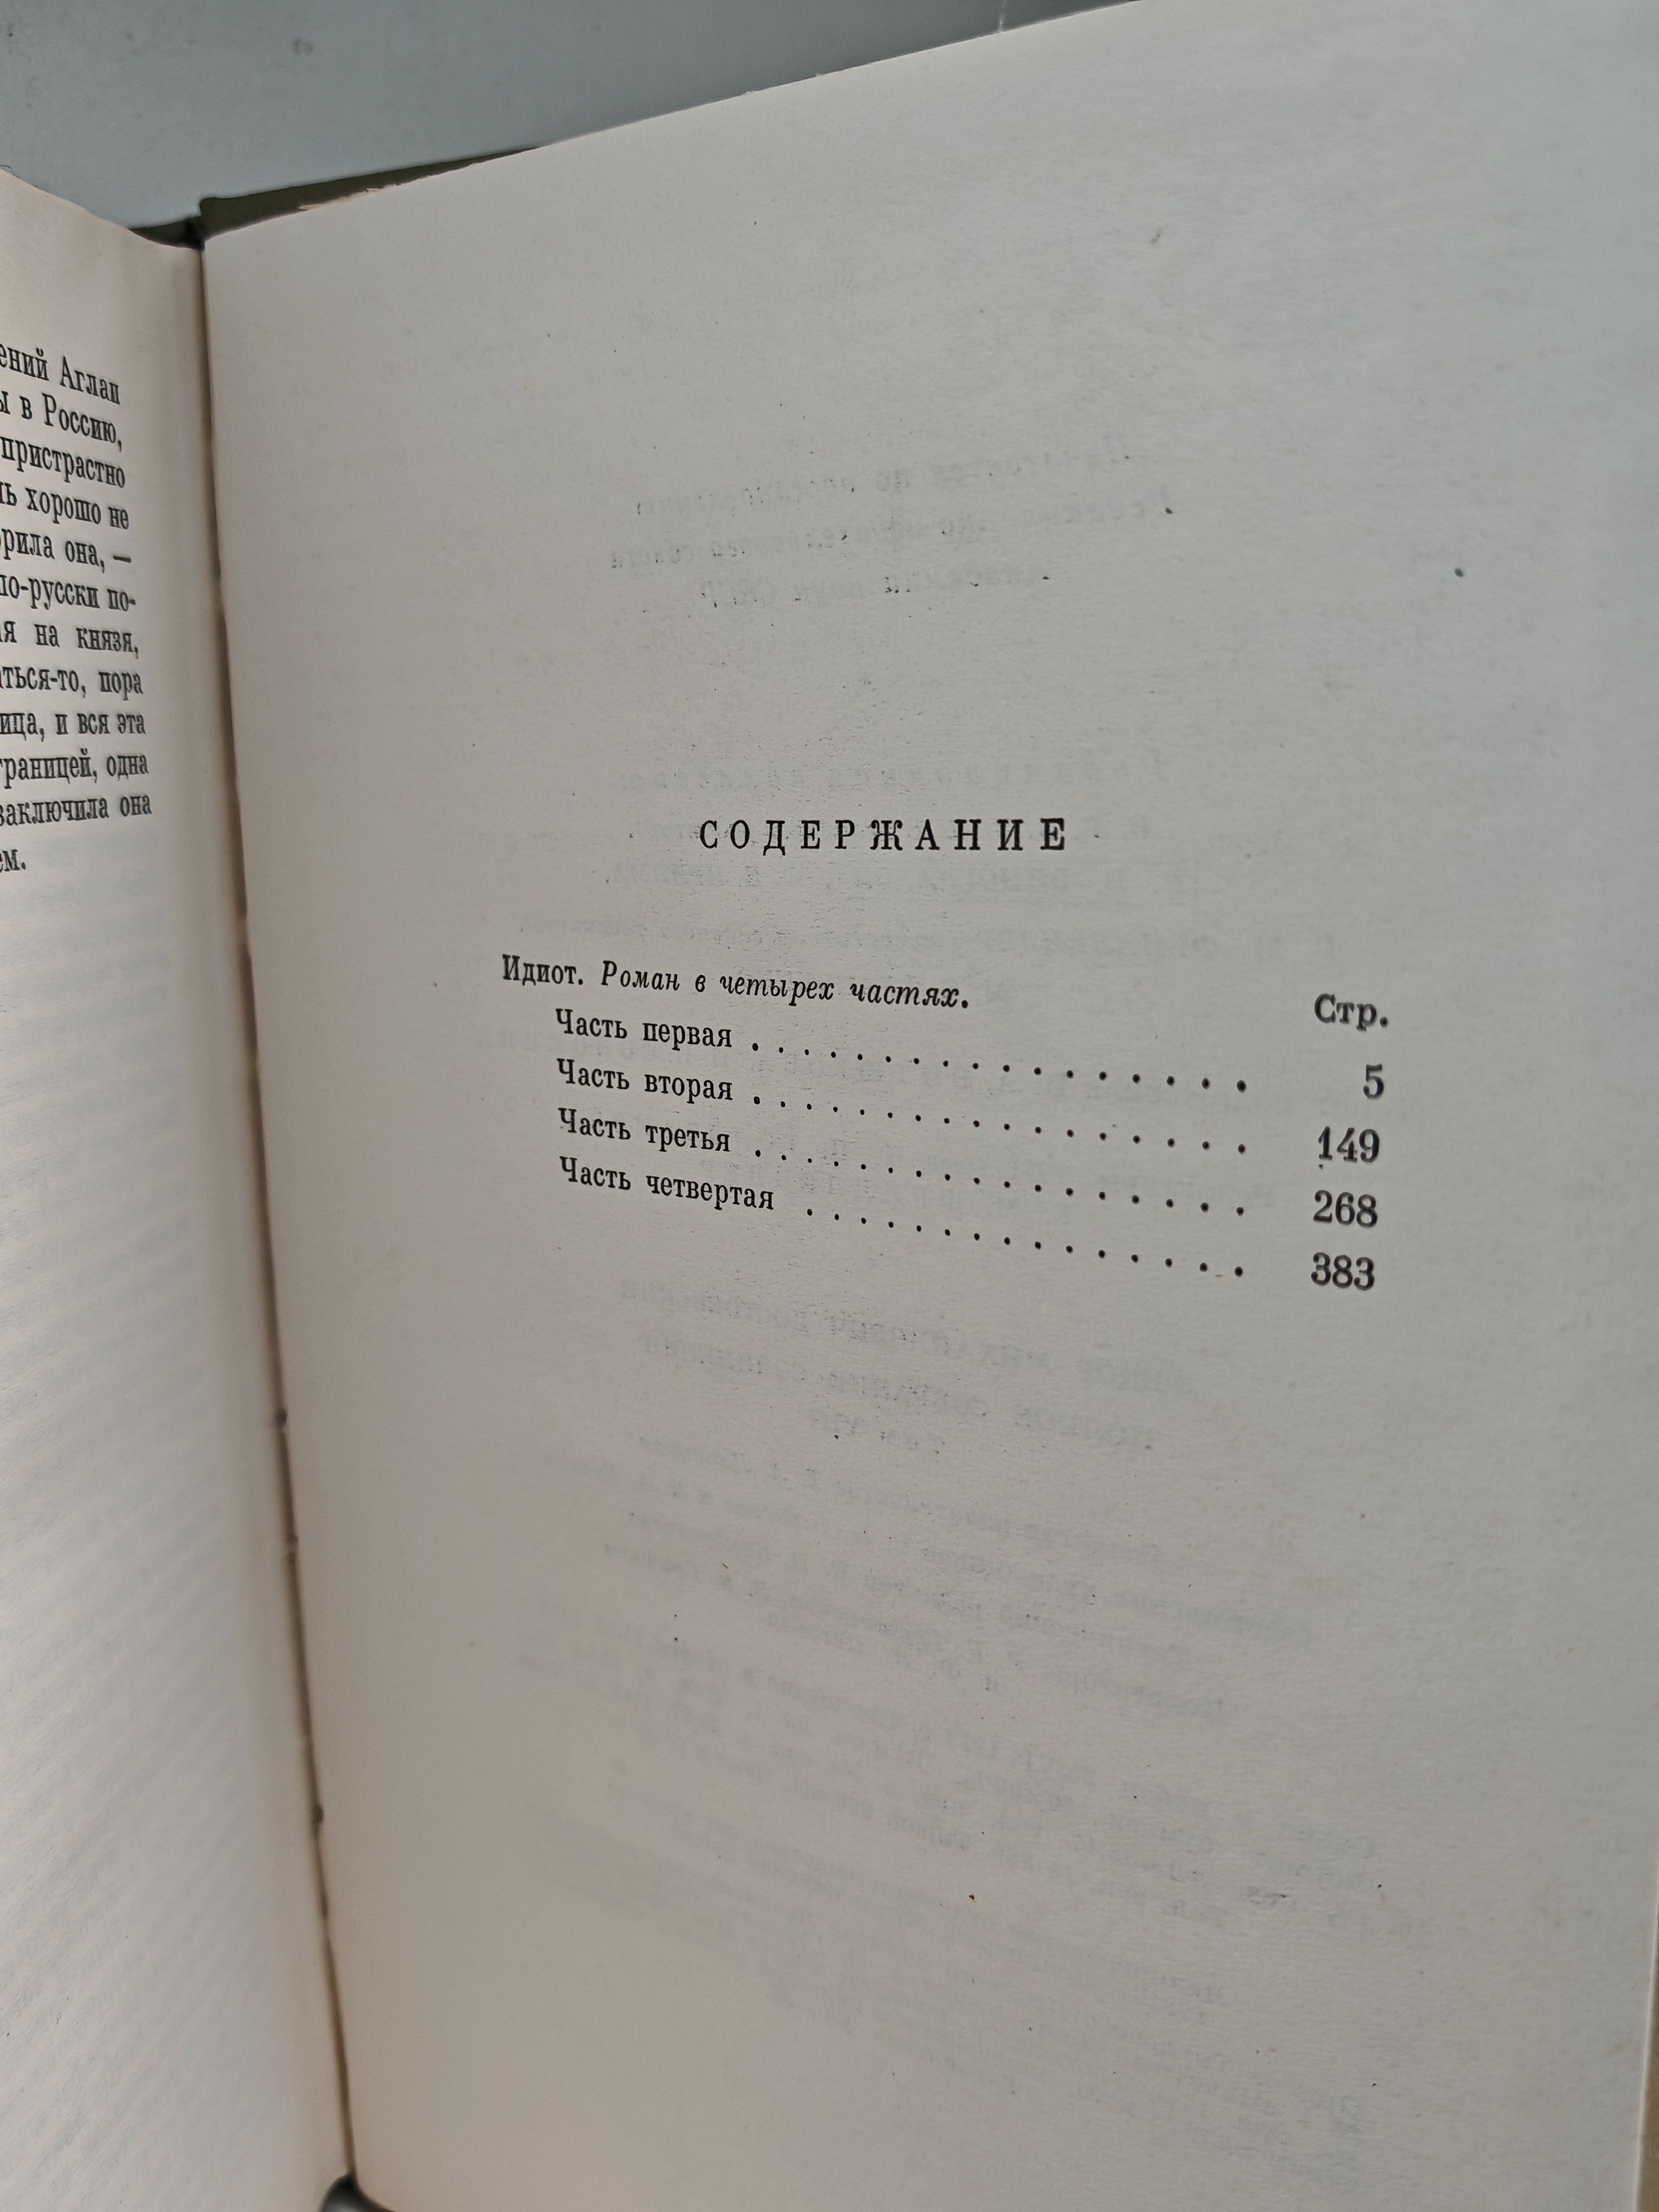 ений Аглаи
ы в Россию,
пристрастно
ь хорошо не
рила она, —
по-русски по-
ая на князя,
аться-то, пора
ица, и вся эта
границей, одна
заключила она
ем.
СОДЕРЖАНИЕ
Стр.
Идиот. Роман в четырех частях.
Часть первая . . . . . . . . . . . . . . . . . 5
Часть вторая . . . . . . . . . . . . . . . . . 149
Часть третья . . . . . . . . . . . . . . . . . 268
Часть четвертая . . . . . . . . . . . . . . . 383